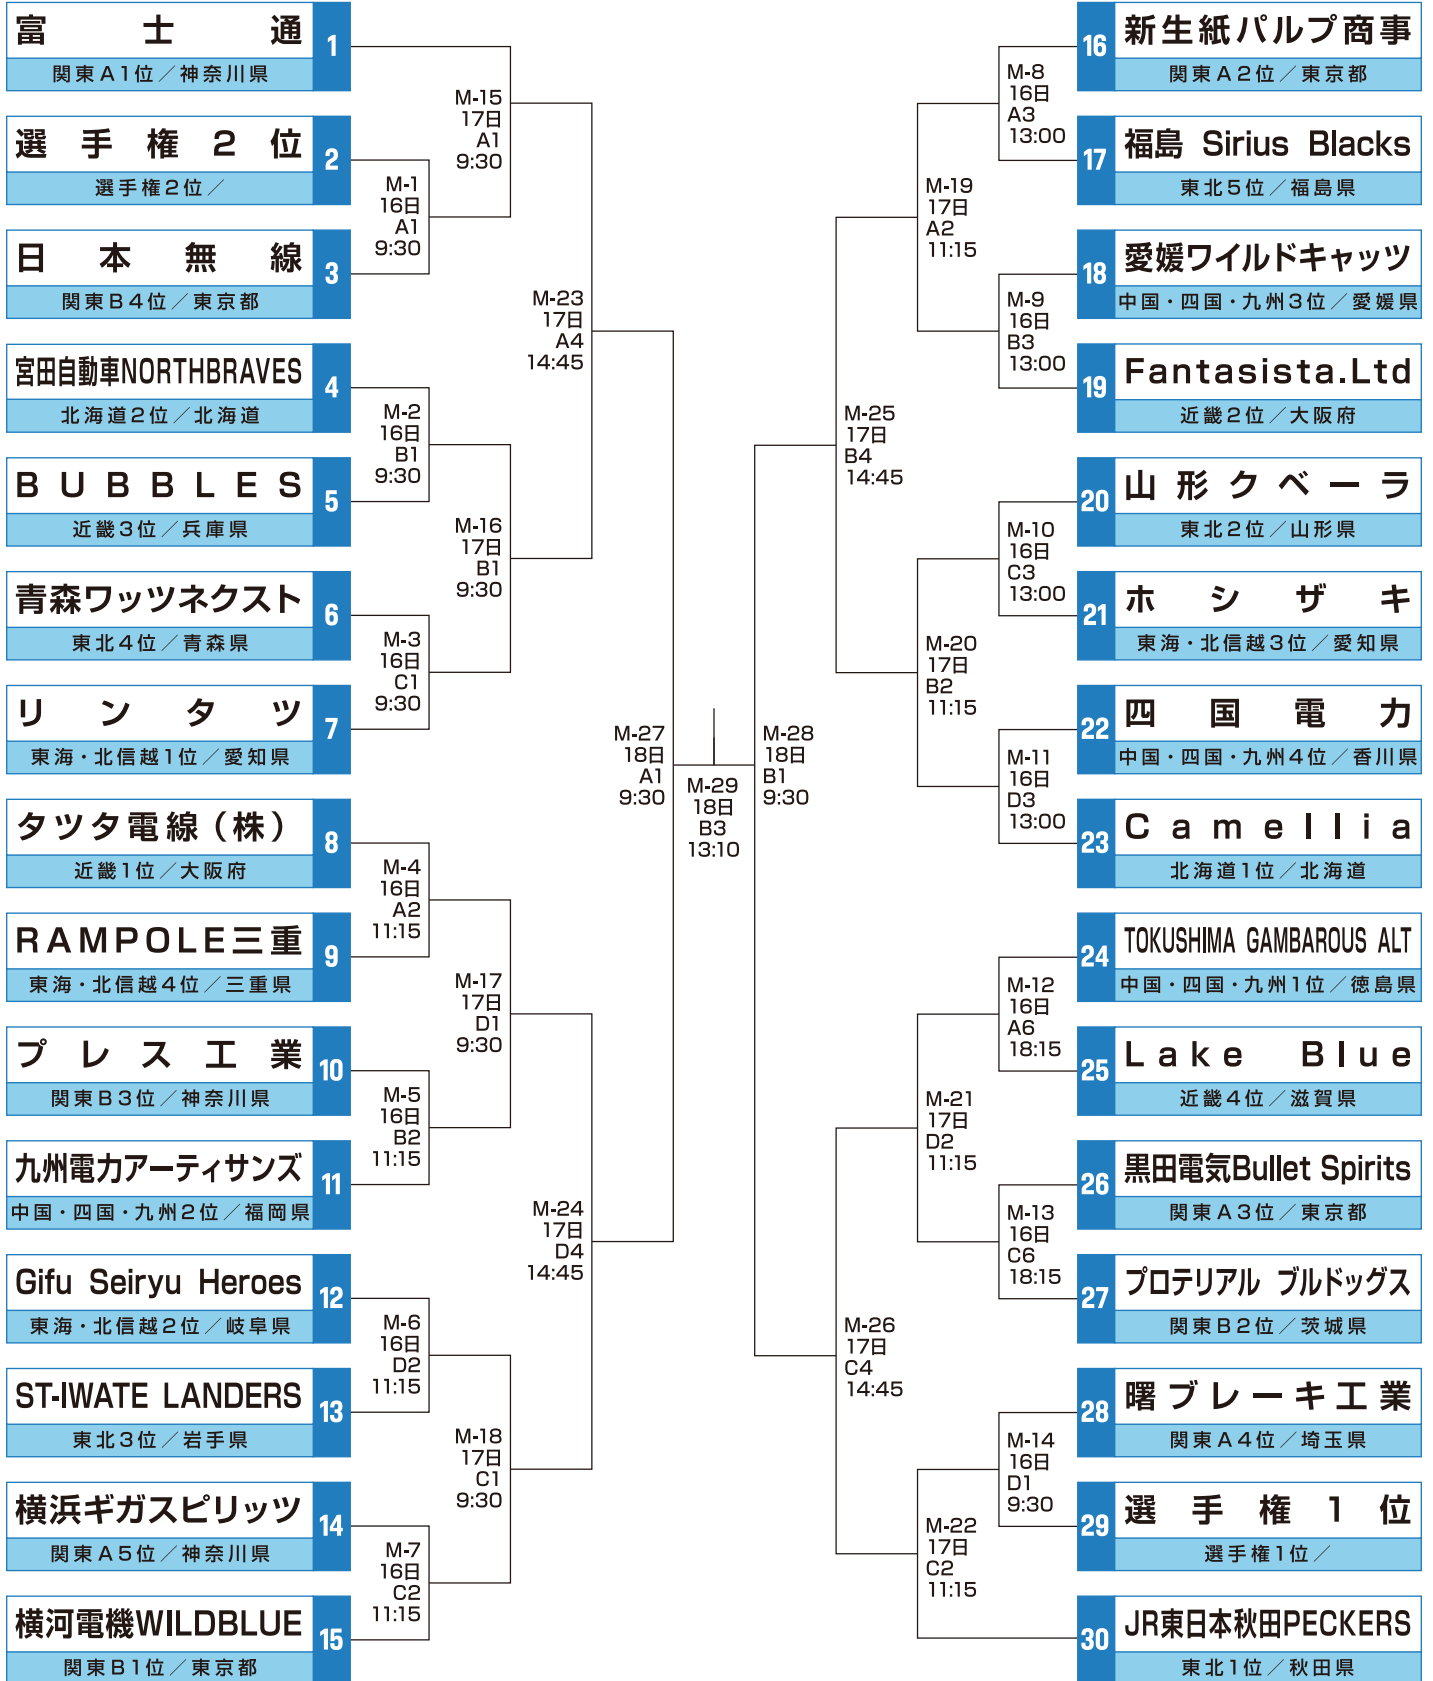 富士通
1
関東A1位／神奈川県
選手権2位
2
選手権2位／
日本無線
3
関東B4位／東京都
宮田自動車NORTHBRAVES
4
北海道2位／北海道
BUBBLES
5
近畿3位／兵庫県
青森ワッツネクスト
6
東北4位／青森県
リンタツ
7
東海・北信越1位／愛知県
タツタ電線（株）
8
近畿1位／大阪府
RAMPOLE三重
9
東海・北信越4位／三重県
プレス工業
10
関東B3位／神奈川県
九州電力アーティサンズ
11
中国・四国・九州2位／福岡県
Gifu Seiryu Heroes
12
東海・北信越2位／岐阜県
ST-IWATE LANDERS
13
東北3位／岩手県
横浜ギガスピリッツ
14
関東A5位／神奈川県
横河電機WILDBLUE
15
関東B1位／東京都
M-1
16日
A1
9:30
M-2
16日
B1
9:30
M-3
16日
C1
9:30
M-4
16日
A2
11:15
M-5
16日
B2
11:15
M-6
16日
D2
11:15
M-7
16日
C2
11:15
M-15
17日
A1
9:30
M-16
17日
B1
9:30
M-17
17日
D1
9:30
M-18
17日
C1
9:30
M-23
17日
A4
14:45
M-24
17日
D4
14:45
M-27
18日
A1
9:30
M-29
18日
B3
13:10
M-28
18日
B1
9:30
M-25
17日
B4
14:45
M-26
17日
C4
14:45
M-19
17日
A2
11:15
M-20
17日
B2
11:15
M-21
17日
D2
11:15
M-22
17日
C2
11:15
M-8
16日
A3
13:00
M-9
16日
B3
13:00
M-10
16日
C3
13:00
M-11
16日
D3
13:00
M-12
16日
A6
18:15
M-13
16日
C6
18:15
M-14
16日
D1
9:30
16
新生紙パルプ商事
関東A2位／東京都
17
福島 Sirius Blacks
東北5位／福島県
18
愛媛ワイルドキャッツ
中国・四国・九州3位／愛媛県
19
Fantasista.Ltd
近畿2位／大阪府
20
山形クベーラ
東北2位／山形県
21
ホシザキ
東海・北信越3位／愛知県
22
四国電力
中国・四国・九州4位／香川県
23
Camellia
北海道1位／北海道
24
TOKUSHIMA GAMBAROUS ALT
中国・四国・九州1位／徳島県
25
Lake Blue
近畿4位／滋賀県
26
黒田電気Bullet Spirits
関東A3位／東京都
27
プロテリアル ブルドッグス
関東B2位／茨城県
28
曙ブレーキ工業
関東A4位／埼玉県
29
選手権1位
選手権1位／
30
JR東日本秋田PECKERS
東北1位／秋田県